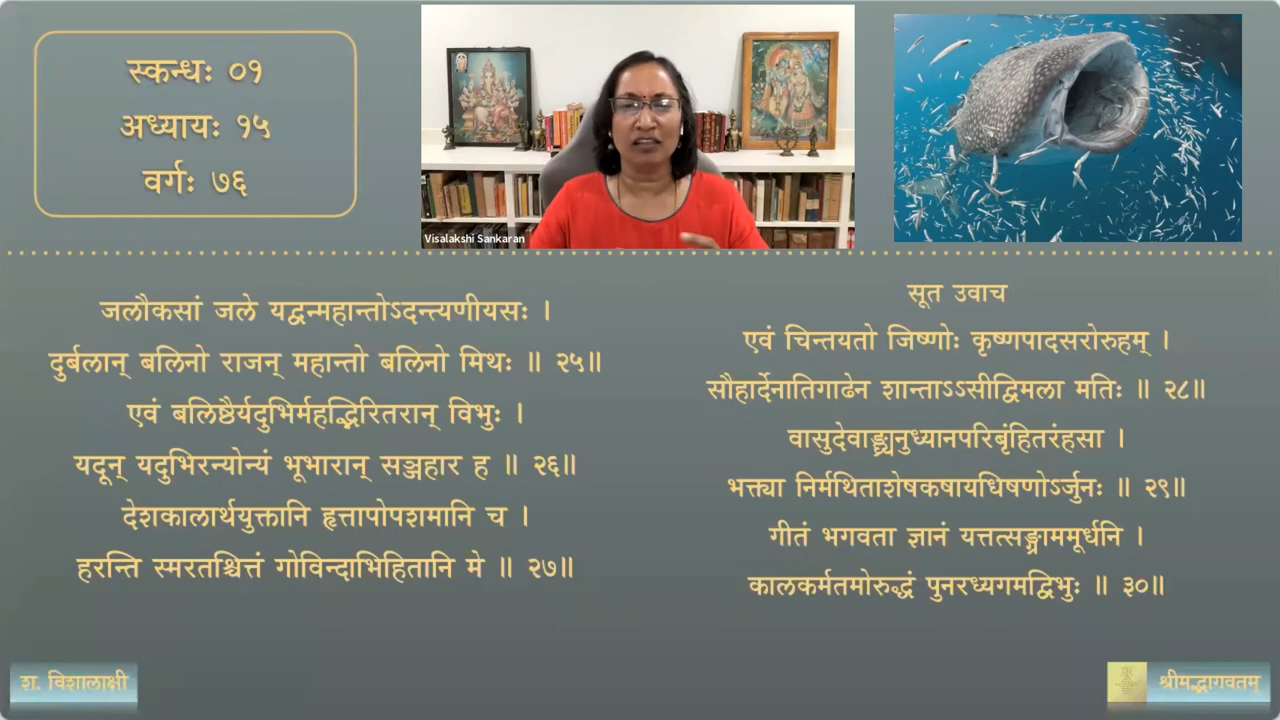 स्कन्धः ०१
अध्यायः १५
वर्गः ७६
Visalakshi Sankaran
जलौकसां जले यद्वन्महान्तोऽदन्त्यणीयसः ।
दुर्बलान् बलिनो राजन् महान्तो बलिनो मिथः ॥ २५॥
एवं बलिष्ठैर्यदुभिर्महद्भिरितरान् विभुः ।
यदून् यदुभिरन्योन्यं भूभारान् सञ्जहार ह ॥ २६॥
देशकालार्थयुक्तानि हृत्तापोपशमानि च ।
हरन्ति स्मरतश्चित्तं गोविन्दाभिहितानि मे ॥ २७॥
सूत उवाच
एवं चिन्तयतो जिष्णोः कृष्णपादसरोरुहम् ।
सौहार्देनातिगाढेन शान्ताऽऽसीद्विमला मतिः ॥ २८॥
वासुदेवाङ्घ्र्यनुध्यानपरिबृंहितरंहसा ।
भक्त्या निर्मथिताशेषकषायधिषणोऽर्जुनः ॥ २९॥
गीतं भगवता ज्ञानं यत्तत्सङ्ग्राममूर्धनि ।
कालकर्मतमोरुद्धं पुनरध्यगमद्विभुः ॥ ३०॥
श. विशालाक्षी
श्रीमद्भागवतम्